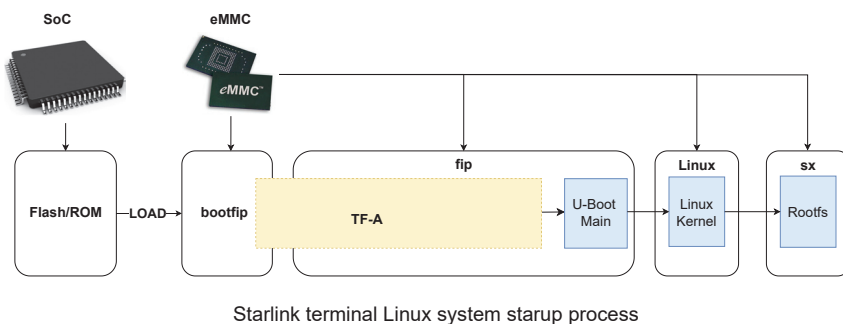 SoC
eMMC
eMMC™
fip
Linux
sx
Flash/ROM
LOAD
bootfip
TF-A
U-Boot
Main
Linux
Kernel
Rootfs
Starlink terminal Linux system starup process